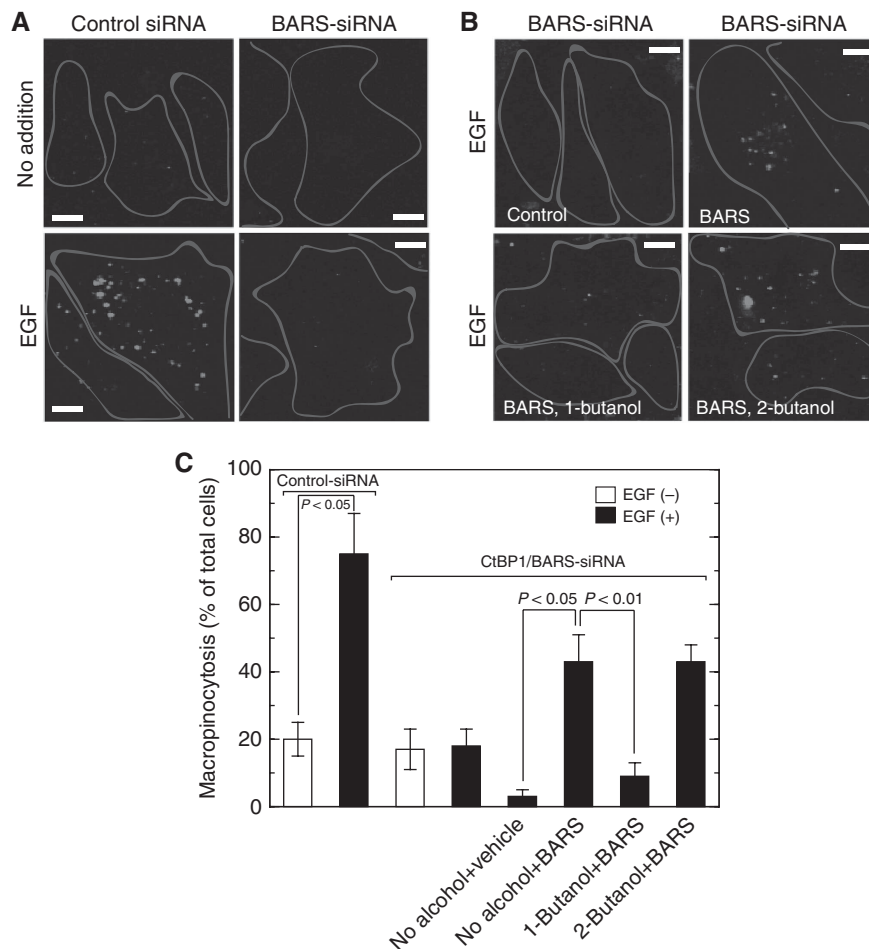 A
Control siRNA
BARS-siRNA
No addition
EGF
B
BARS-siRNA
BARS-siRNA
EGF
Control
BARS
EGF
BARS, 1-butanol
BARS, 2-butanol
C
Macropinocytosis (% of total cells)
100
80
60
40
20
0
Control-siRNA
P < 0.05
EGF (–)
EGF (+)
CtBP1/BARS-siRNA
P < 0.05
P < 0.01
No alcohol+vehicle
No alcohol+BARS
1-Butanol+BARS
2-Butanol+BARS